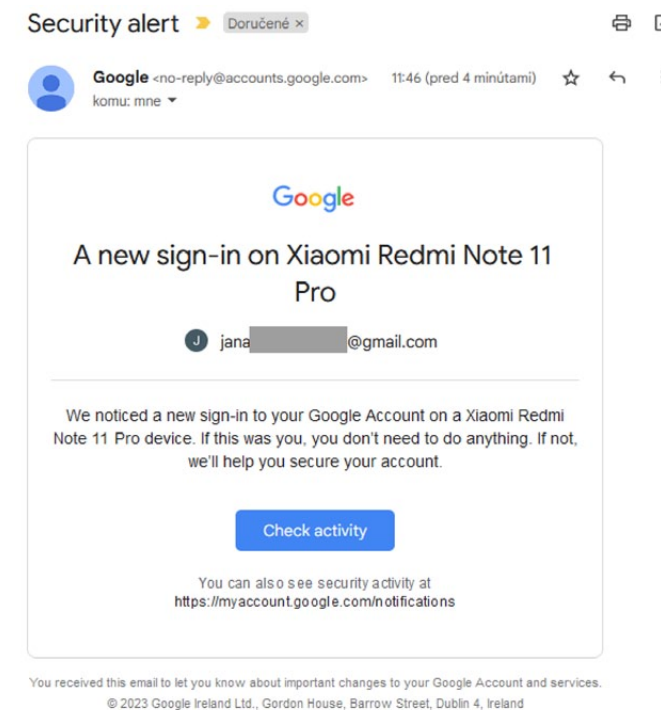 Security alert Doručené ×
Google <no-reply@accounts.google.com> 11:46 (pred 4 minútami)
komu: mne
Google
A new sign-in on Xiaomi Redmi Note 11
Pro
J jana @gmail.com
We noticed a new sign-in to your Google Account on a Xiaomi Redmi
Note 11 Pro device. If this was you, you don't need to do anything. If not,
we'll help you secure your account.
Check activity
You can also see security activity at
https://myaccount.google.com/notifications
You received this email to let you know about important changes to your Google Account and services.
© 2023 Google Ireland Ltd., Gordon House, Barrow Street, Dublin 4, Ireland